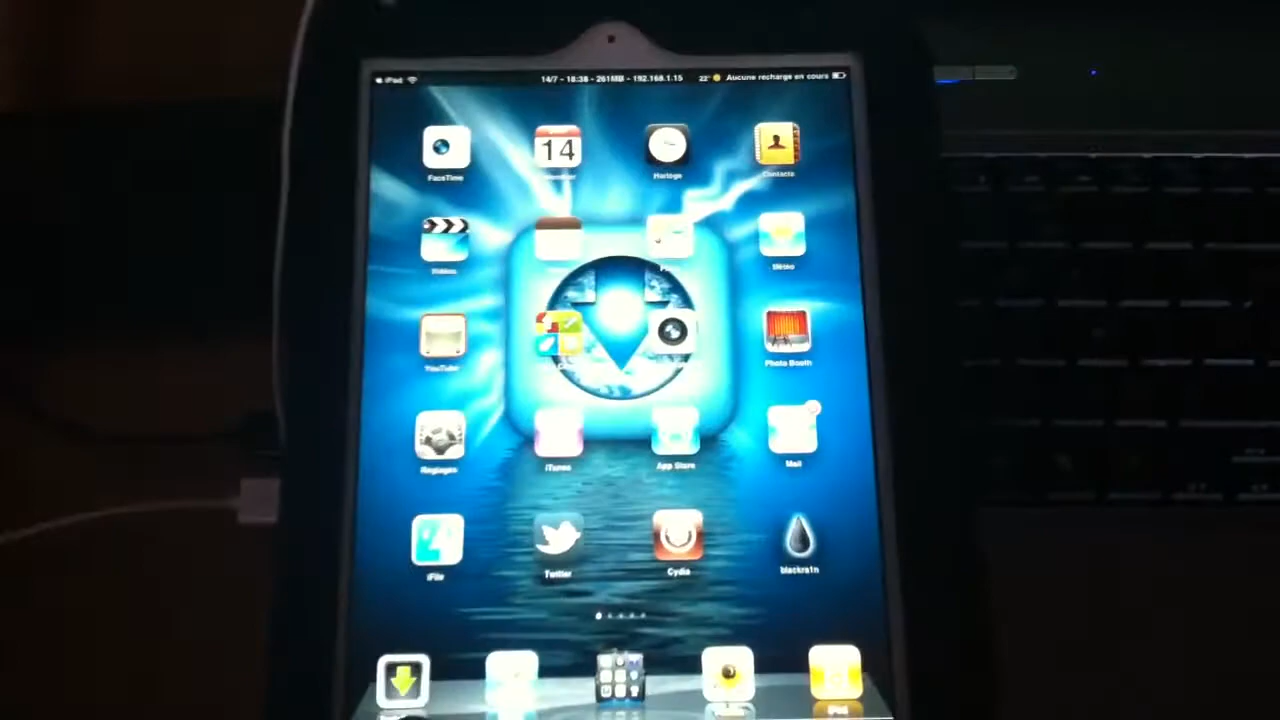 iPad 14/7 - 18:38 - 261MB - 192.168.1.15 22° Aucune recharge en cours
14
FaceTime Horloge Contacts
Vidéos Météo
YouTube Photo Booth
Réglages iTunes App Store Mail
iFile Twitter Cydia blackra1n
iPod